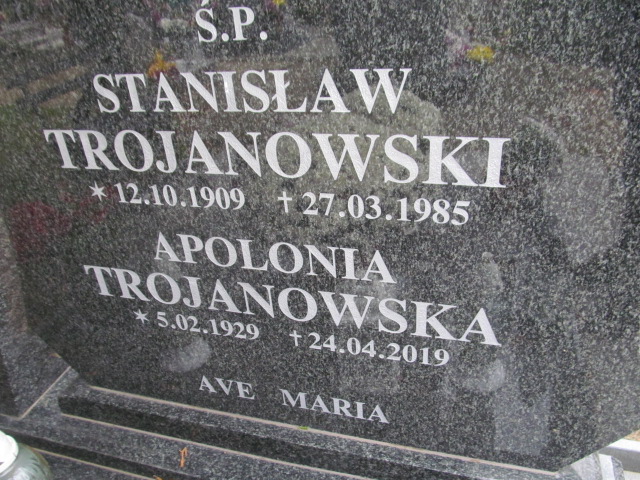 Ś.P.
STANISŁAW
TROJANOWSKI
* 12.10.1909 † 27.03.1985
APOLONIA
TROJANOWSKA
* 5.02.1929 † 24.04.2019
AVE MARIA